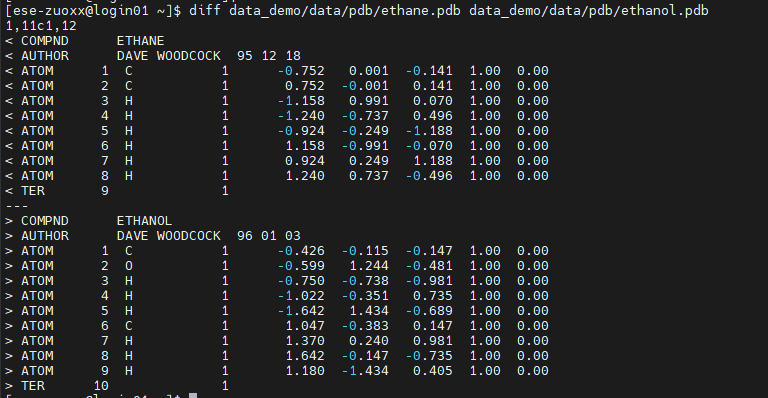 [ese-zuoxx@login01 ~]$ diff data_demo/data/pdb/ethane.pdb data_demo/data/pdb/ethanol.pdb
1,11c1,12
< COMPND      ETHANE
< AUTHOR      DAVE WOODCOCK  95 12 18
< ATOM      1  C           1      -0.752   0.001  -0.141  1.00  0.00
< ATOM      2  C           1       0.752  -0.001   0.141  1.00  0.00
< ATOM      3  H           1      -1.158   0.991   0.070  1.00  0.00
< ATOM      4  H           1      -1.240  -0.737   0.496  1.00  0.00
< ATOM      5  H           1      -0.924  -0.249  -1.188  1.00  0.00
< ATOM      6  H           1       1.158  -0.991  -0.070  1.00  0.00
< ATOM      7  H           1       0.924   0.249   1.188  1.00  0.00
< ATOM      8  H           1       1.240   0.737  -0.496  1.00  0.00
< TER       9              1
---
> COMPND      ETHANOL
> AUTHOR      DAVE WOODCOCK  96 01 03
> ATOM      1  C           1      -0.426  -0.115  -0.147  1.00  0.00
> ATOM      2  O           1      -0.599   1.244  -0.481  1.00  0.00
> ATOM      3  H           1      -0.750  -0.738  -0.981  1.00  0.00
> ATOM      4  H           1      -1.022  -0.351   0.735  1.00  0.00
> ATOM      5  H           1      -1.642   1.434  -0.689  1.00  0.00
> ATOM      6  C           1       1.047  -0.383   0.147  1.00  0.00
> ATOM      7  H           1       1.370   0.240   0.981  1.00  0.00
> ATOM      8  H           1       1.642  -0.147  -0.735  1.00  0.00
> ATOM      9  H           1       1.180  -1.434   0.405  1.00  0.00
> TER      10              1